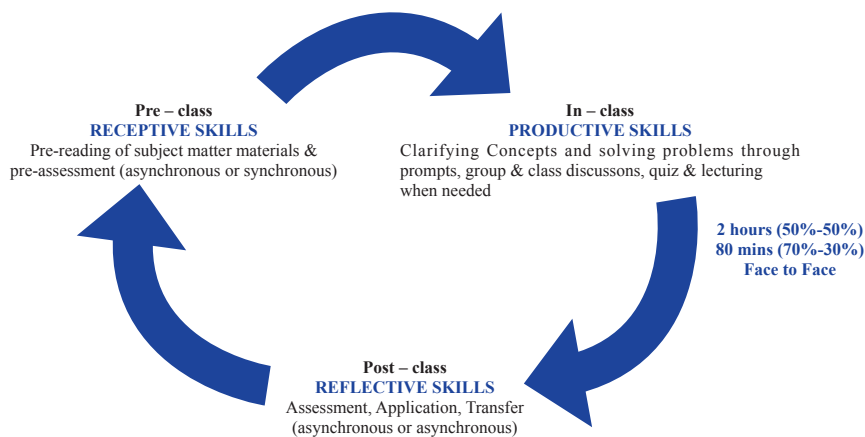 Pre – class
RECEPTIVE SKILLS
Pre-reading of subject matter materials &
pre-assessment (asynchronous or synchronous)
In – class
PRODUCTIVE SKILLS
Clarifying Concepts and solving problems through
prompts, group & class discussons, quiz & lecturing
when needed
2 hours (50%-50%)
80 mins (70%-30%)
Face to Face
Post – class
REFLECTIVE SKILLS
Assessment, Application, Transfer
(asynchronous or asynchronous)